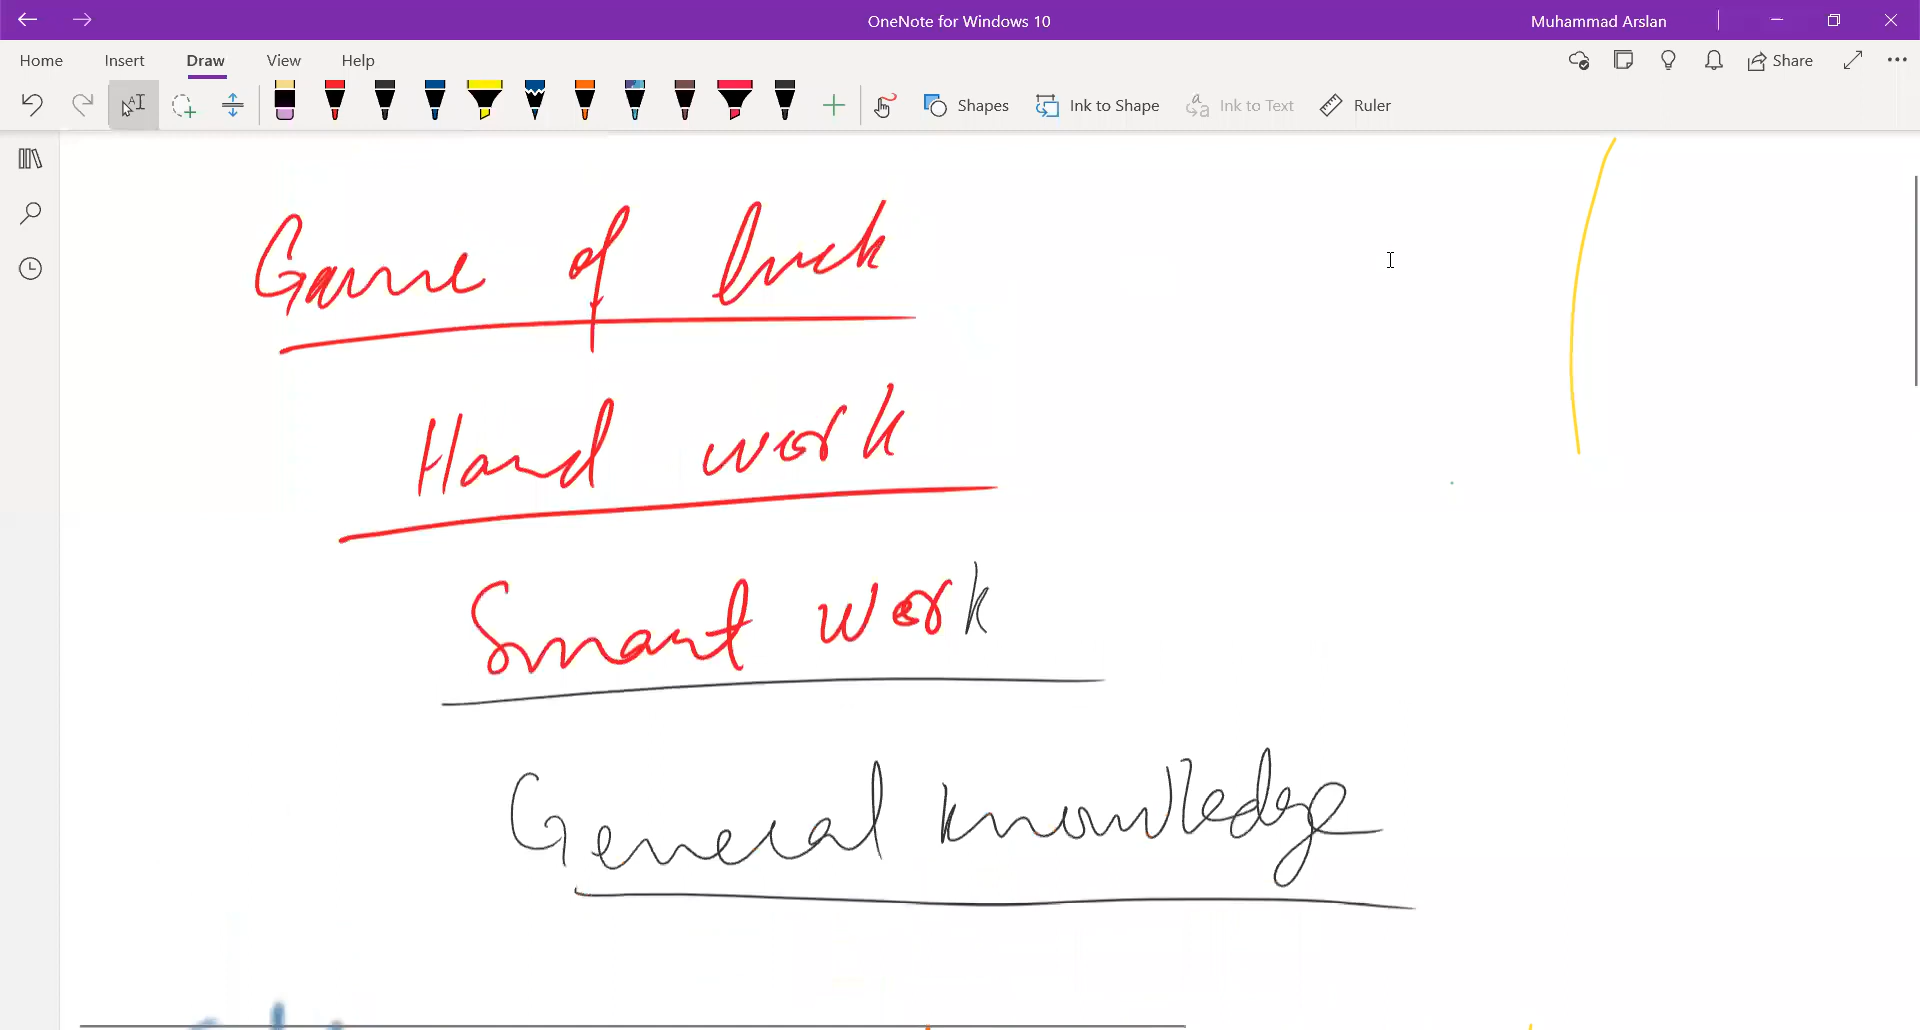 OneNote for Windows 10
Muhammad Arslan
Home Insert Draw View Help
Share
Shapes Ink to Shape Ink to Text Ruler
Game of luck
Hard work
Smart work
General knowledge